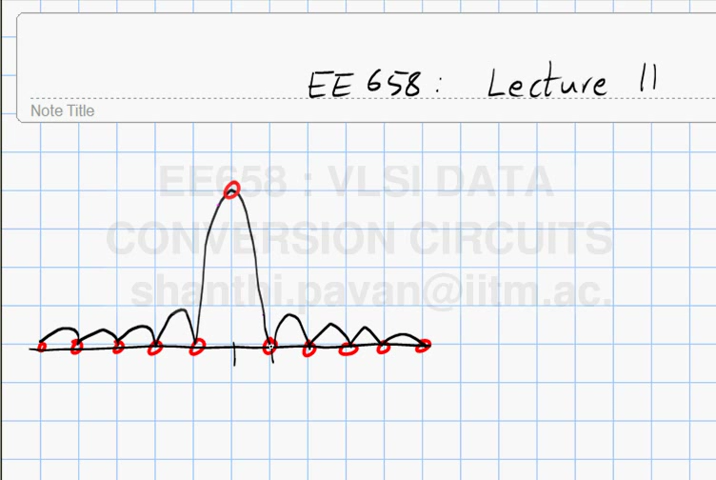 EE 658 : Lecture 11
Note Title
EE658 : VLSI DATA
CONVERSION CIRCUITS
shanthi.pavan@iitm.ac.